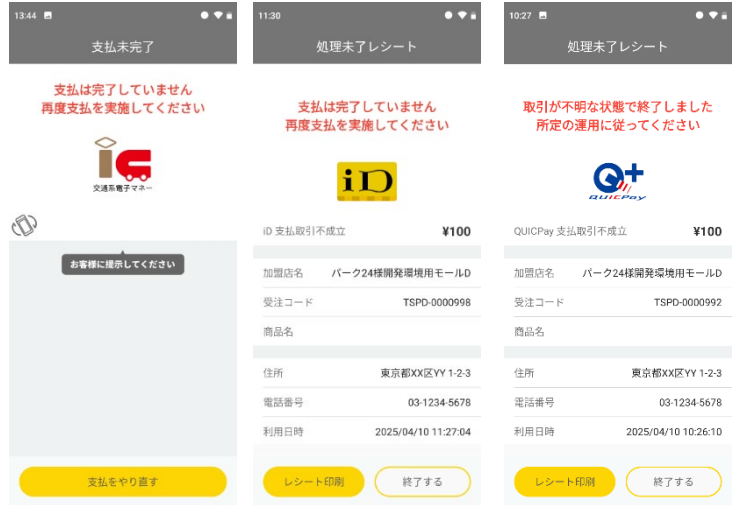 13:44
支払未完了
支払は完了していません
再度支払を実施してください
交通系電子マネー
お客様に提示してください
支払をやり直す
11:30
処理未了レシート
支払は完了していません
再度支払を実施してください
iD
iD 支払取引不成立 ¥100
加盟店名 パーク24様開発環境用モールD
受注コード TSPD-0000998
商品名
住所 東京都XX区YY 1-2-3
電話番号 03-1234-5678
利用日時 2025/04/10 11:27:04
レシート印刷 終了する
10:27
処理未了レシート
取引が不明な状態で終了しました
所定の運用に従ってください
Q+
QUICPay
QUICPay 支払取引不成立 ¥100
加盟店名 パーク24様開発環境用モールD
受注コード TSPD-0000992
商品名
住所 東京都XX区YY 1-2-3
電話番号 03-1234-5678
利用日時 2025/04/10 10:26:10
レシート印刷 終了する